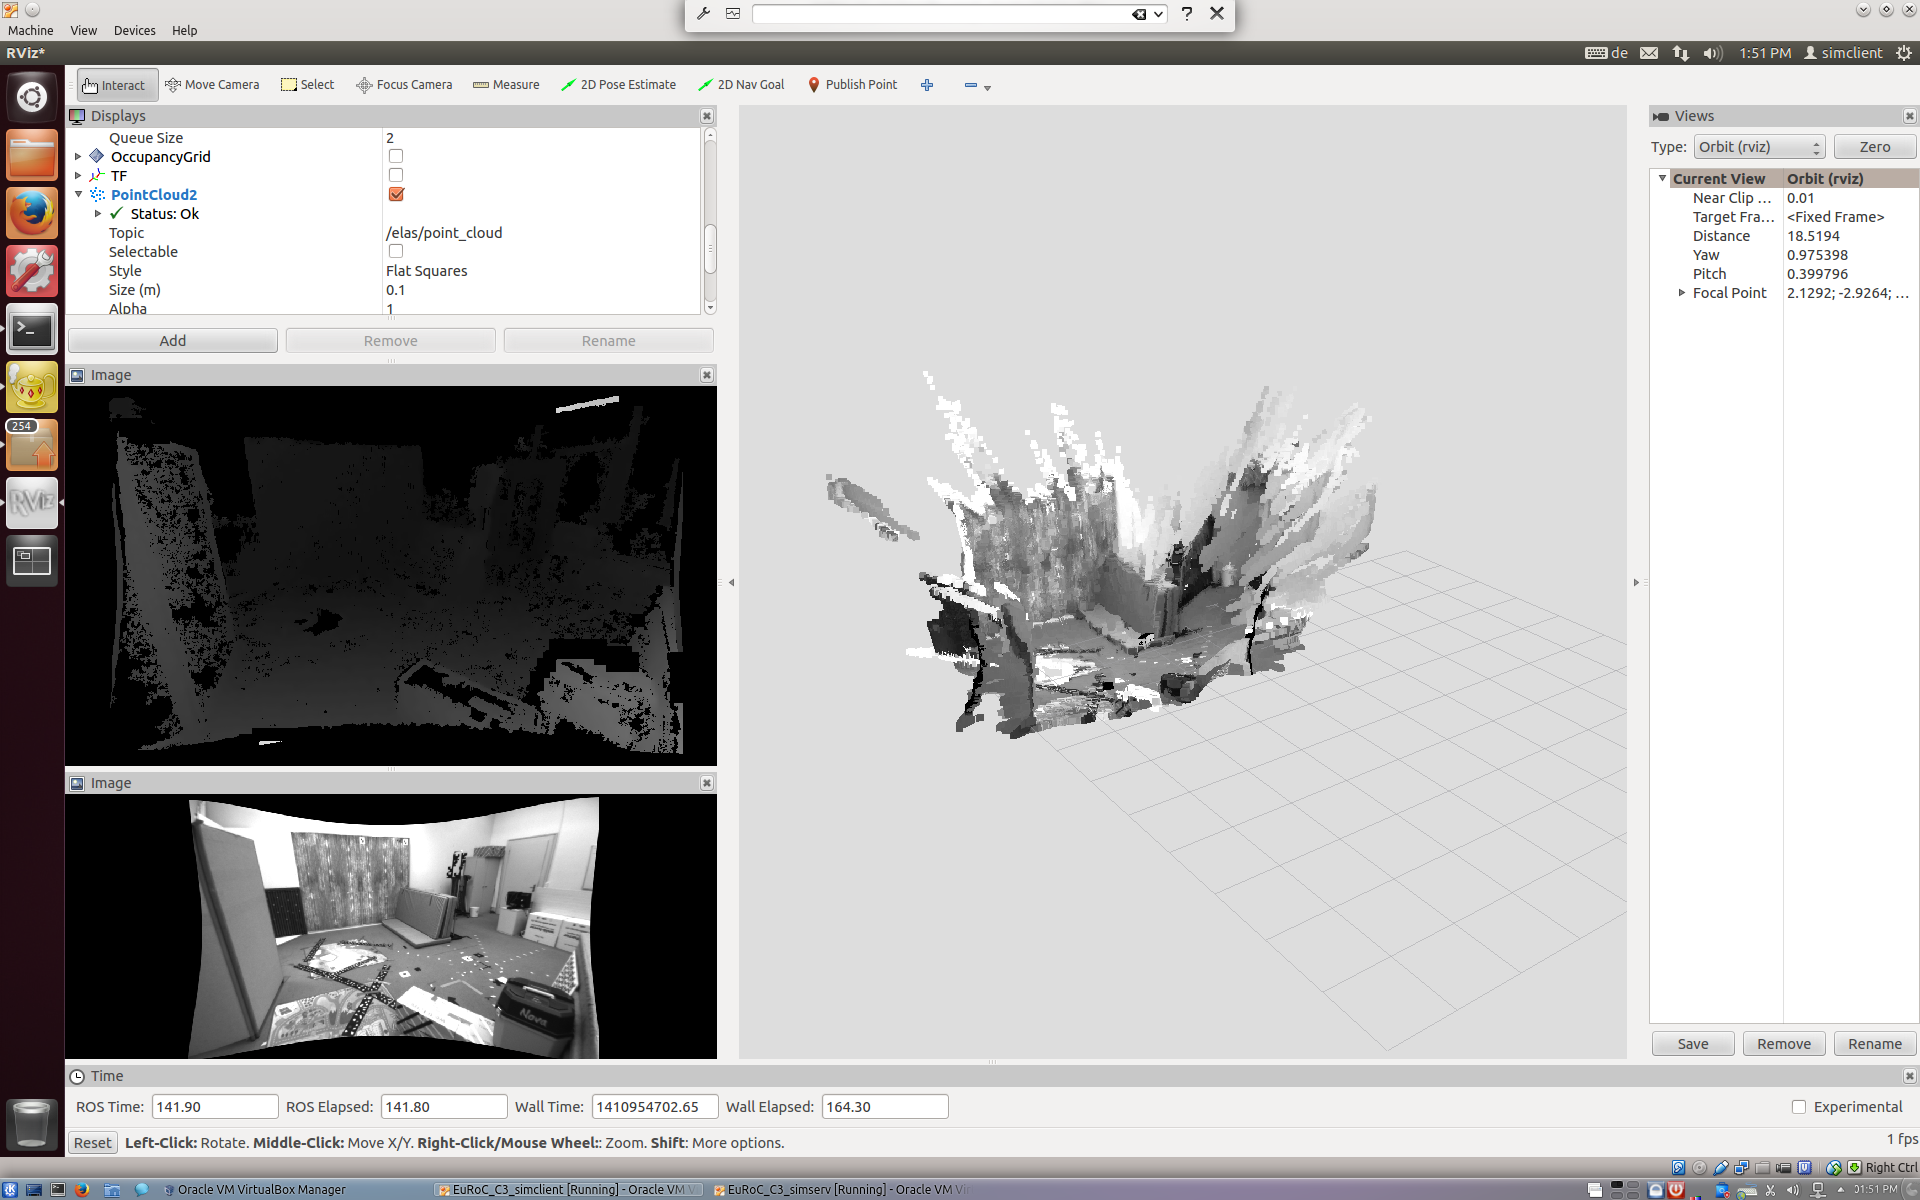 Machine View Devices Help
RViz*
de 1:51 PM simclient
Interact Move Camera Select Focus Camera Measure 2D Pose Estimate 2D Nav Goal Publish Point
Displays
Queue Size 2
OccupancyGrid
TF
PointCloud2
Status: Ok
Topic /elas/point_cloud
Selectable
Style Flat Squares
Size (m) 0.1
Alpha 1
Add Remove Rename
254
RViz
Image
Image
Nova
Views
Type: Orbit (rviz) Zero
Current View Orbit (rviz)
Near Clip ... 0.01
Target Fra... <Fixed Frame>
Distance 18.5194
Yaw 0.975398
Pitch 0.399796
Focal Point 2.1292; -2.9264; ...
Save Remove Rename
Time
ROS Time: 141.90 ROS Elapsed: 141.80 Wall Time: 1410954702.65 Wall Elapsed: 164.30 Experimental
Reset Left-Click: Rotate. Middle-Click: Move X/Y. Right-Click/Mouse Wheel:: Zoom. Shift: More options. 1 fps
Right Ctrl
Oracle VM VirtualBox Manager EuRoC_C3_simclient [Running] - Oracle VM V EuRoC_C3_simserv [Running] - Oracle VM Vi 01:51 PM